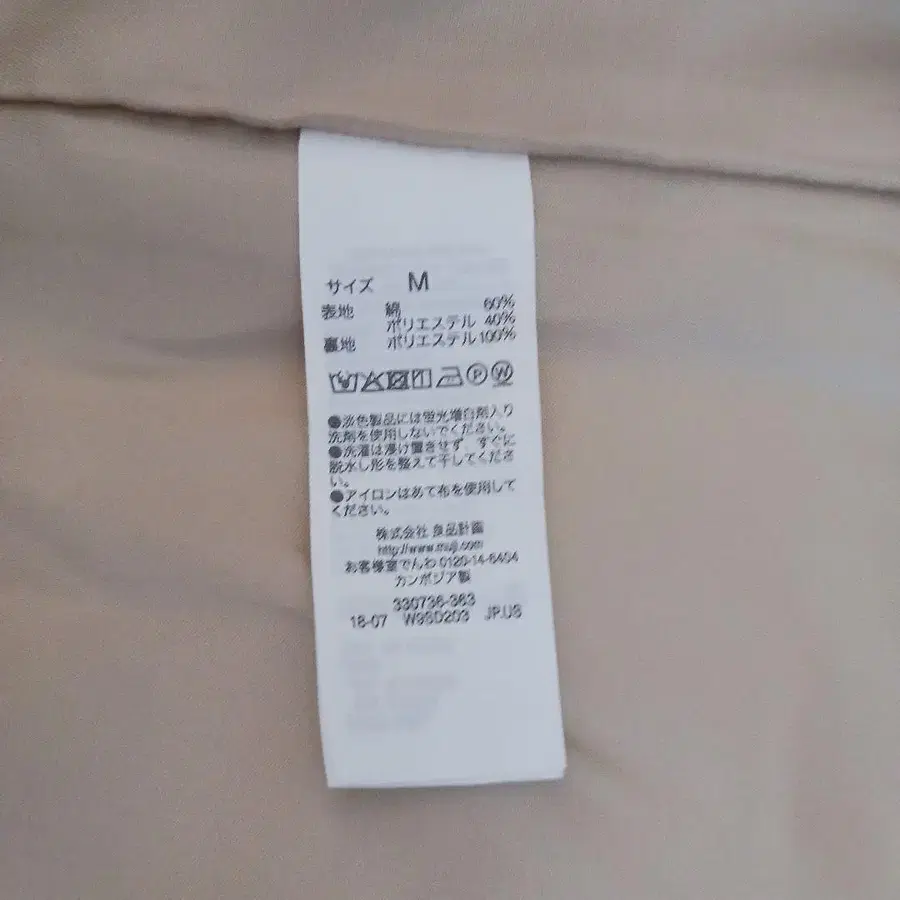 サイズ M
表地 綿 60%
ポリエステル 40%
裏地 ポリエステル 100%
P W
●淡色製品には蛍光増白剤入り
洗剤を使用しないでください。
●洗濯は浸け置きせず、すぐに
脱水し形を整えて干してくださ
い。
●アイロンはあて布を使用して
ください。
株式会社 良品計画
http://www.muji.com
お客様室でんわ 0120-14-6404
カンボジア製
330736-363
18-07 W9SD203 JP.US